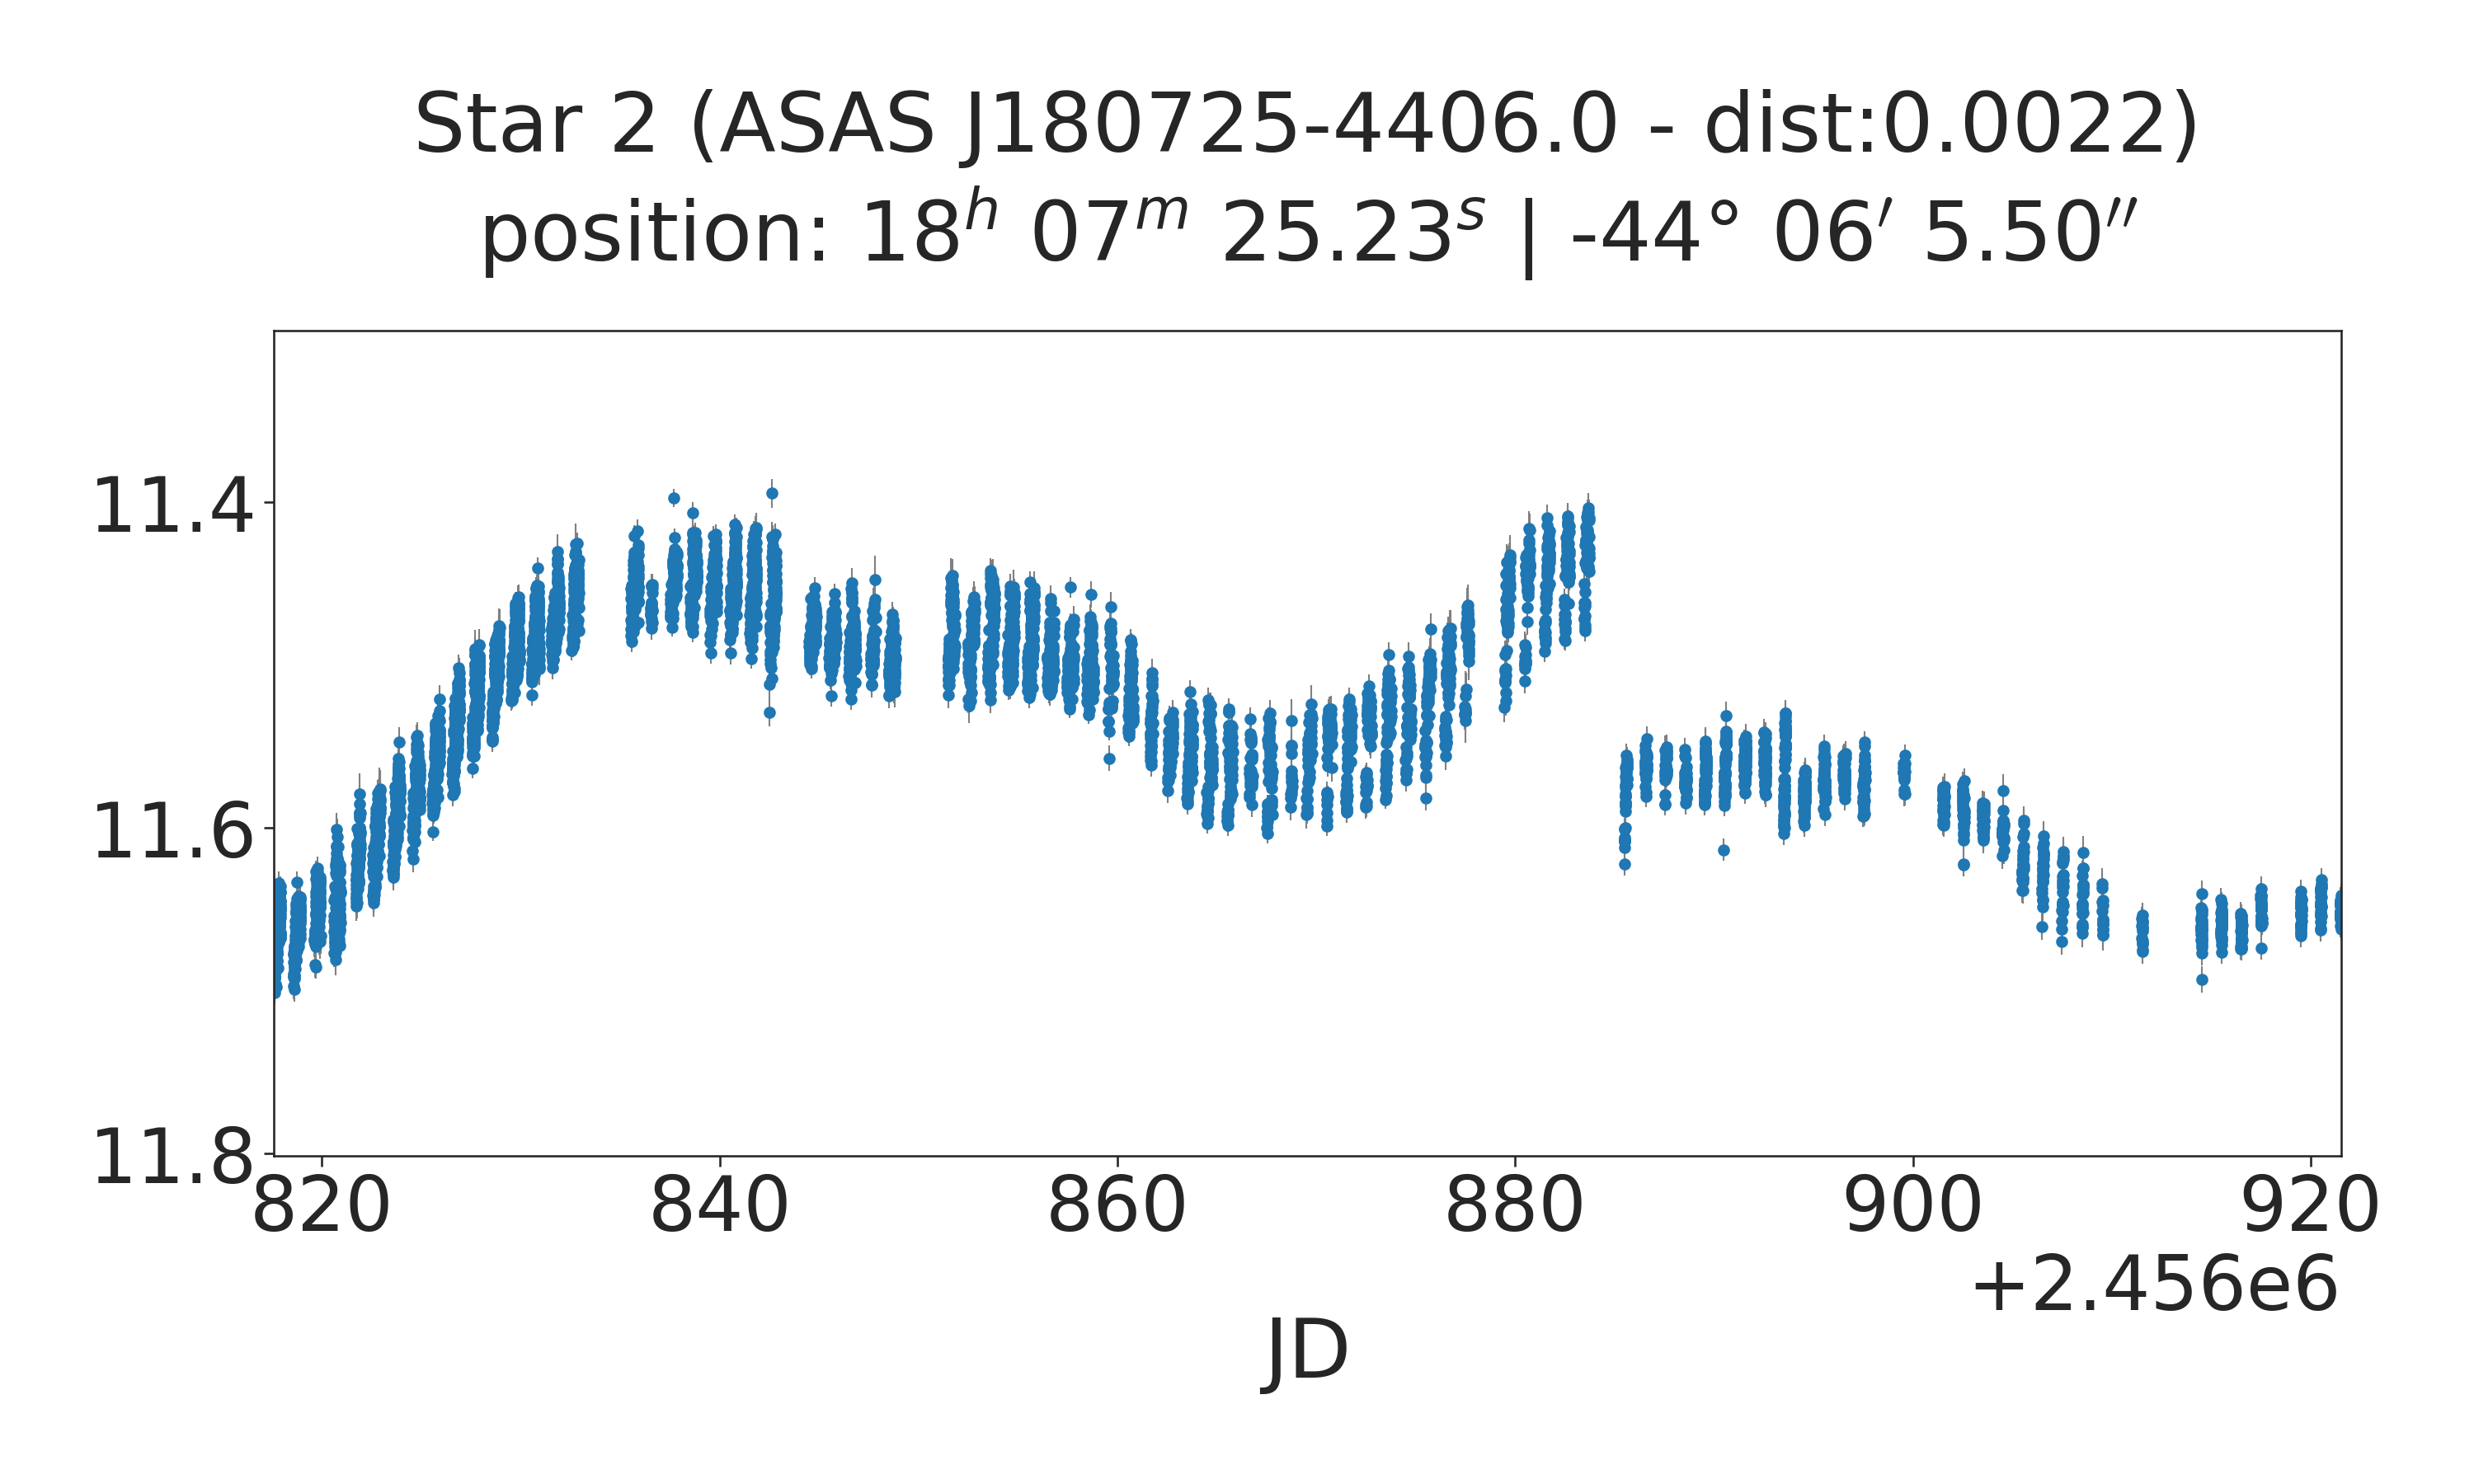 Star 2 (ASAS J180725-4406.0 - dist:0.0022)
position: 18h 07m 25.23s | -44° 06′ 5.50′′
11.4
11.6
11.8
820 840 860 880 900 920
+2.456e6
JD